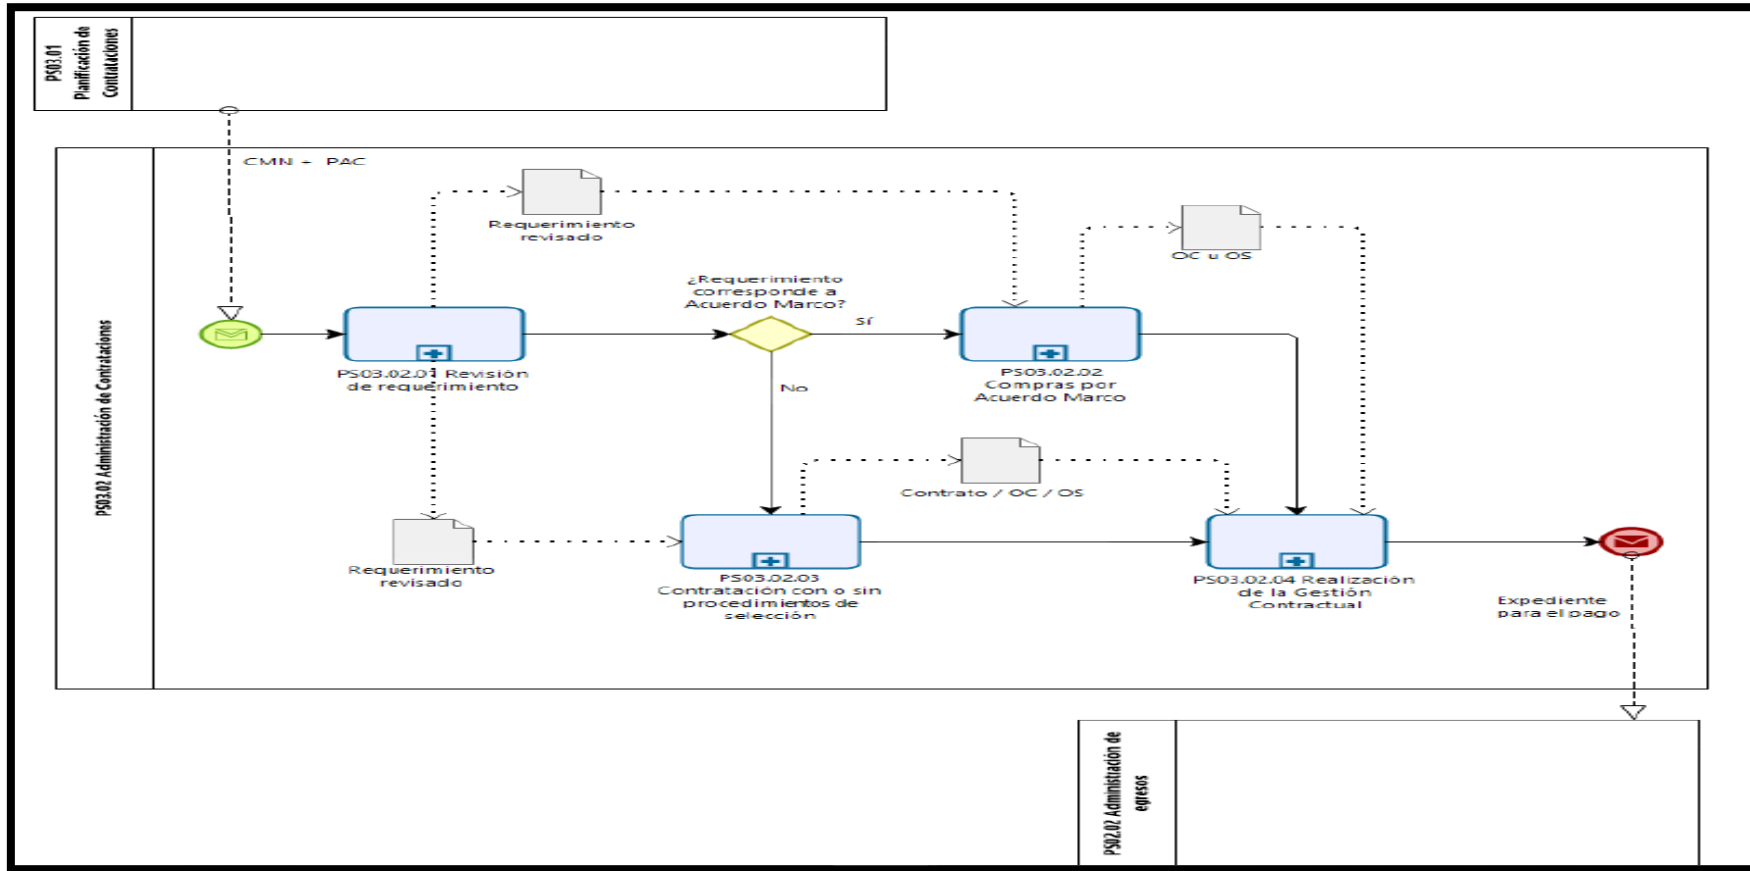 PS03.01
Planificación de
Contrataciones
CMN + PAC
Requerimiento
revisado
OC u OS
¿Requerimiento
corresponde a
Acuerdo Marco?
Sí
PS03.02 Administración de Contrataciones
PS03.02.01 Revisión
de requerimiento
No
PS03.02.02
Compras por
Acuerdo Marco
Contrato / OC / OS
Requerimiento
revisado
PS03.02.03
Contratación con o sin
procedimientos de
selección
PS03.02.04 Realización
de la Gestión
Contractual
Expediente
para el pago
PS02.02 Administración de
egresos